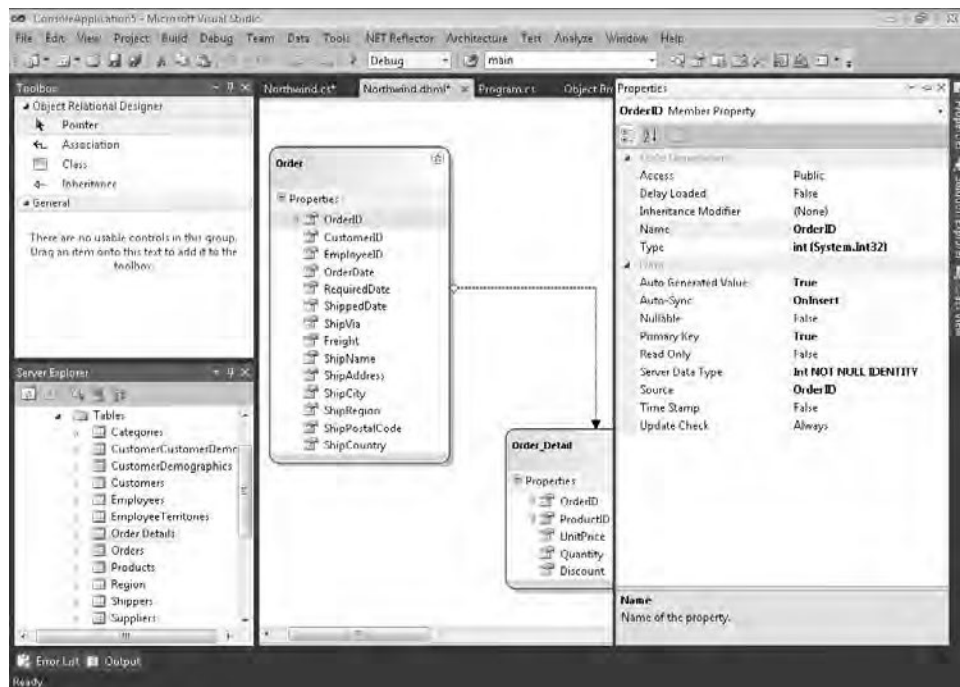 ConsoleApplication5 - Microsoft Visual Studio
File Edit View Project Build Debug Team Data Tools .NET Reflector Architecture Test Analyze Window Help
Debug main
Toolbox
Object Relational Designer
Pointer
Association
Class
Inheritance
General
There are no usable controls in this group.
Drag an item onto this text to add it to the
toolbox.
Server Explorer
Tables
Categories
CustomerCustomerDemo
CustomerDemographics
Customers
Employees
EmployeeTerritories
Order Details
Orders
Products
Region
Shippers
Suppliers
Northwind.cs* Northwind.dbml* Program.cs Object Br
Order
Properties
OrderID
CustomerID
EmployeeID
OrderDate
RequiredDate
ShippedDate
ShipVia
Freight
ShipName
ShipAddress
ShipCity
ShipRegion
ShipPostalCode
ShipCountry
Order_Detail
Properties
OrderID
ProductID
UnitPrice
Quantity
Discount
Properties
OrderID Member Property
Code Generation
Access Public
Delay Loaded False
Inheritance Modifier (None)
Name OrderID
Type int (System.Int32)
Data
Auto Generated Value True
Auto-Sync OnInsert
Nullable False
Primary Key True
Read Only False
Server Data Type Int NOT NULL IDENTITY
Source OrderID
Time Stamp False
Update Check Always
Name
Name of the property.
Error List Output
Ready